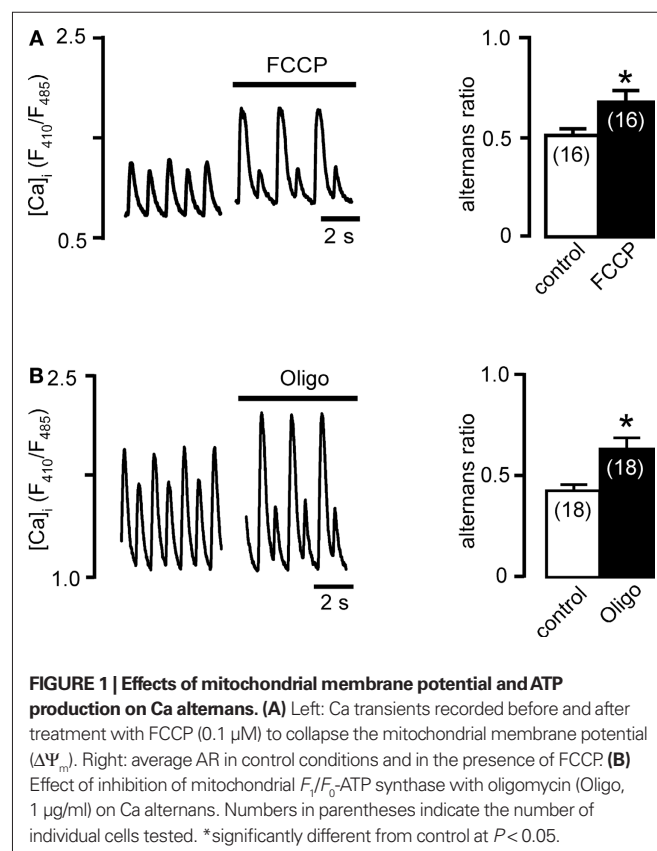 A
2.5
[Ca]i (F410/F485)
0.5
FCCP
2 s
1.0
alternans ratio
0.5
0
*
(16)
(16)
control
FCCP
B
2.5
[Ca]i (F410/F485)
1.0
Oligo
2 s
1.0
alternans ratio
0.5
0
*
(18)
(18)
control
Oligo
FIGURE 1 | Effects of mitochondrial membrane potential and ATP
production on Ca alternans. (A) Left: Ca transients recorded before and after
treatment with FCCP (0.1 μM) to collapse the mitochondrial membrane potential
(ΔΨm). Right: average AR in control conditions and in the presence of FCCP. (B)
Effect of inhibition of mitochondrial F1/F0-ATP synthase with oligomycin (Oligo,
1 μg/ml) on Ca alternans. Numbers in parentheses indicate the number of
individual cells tested. *significantly different from control at P < 0.05.